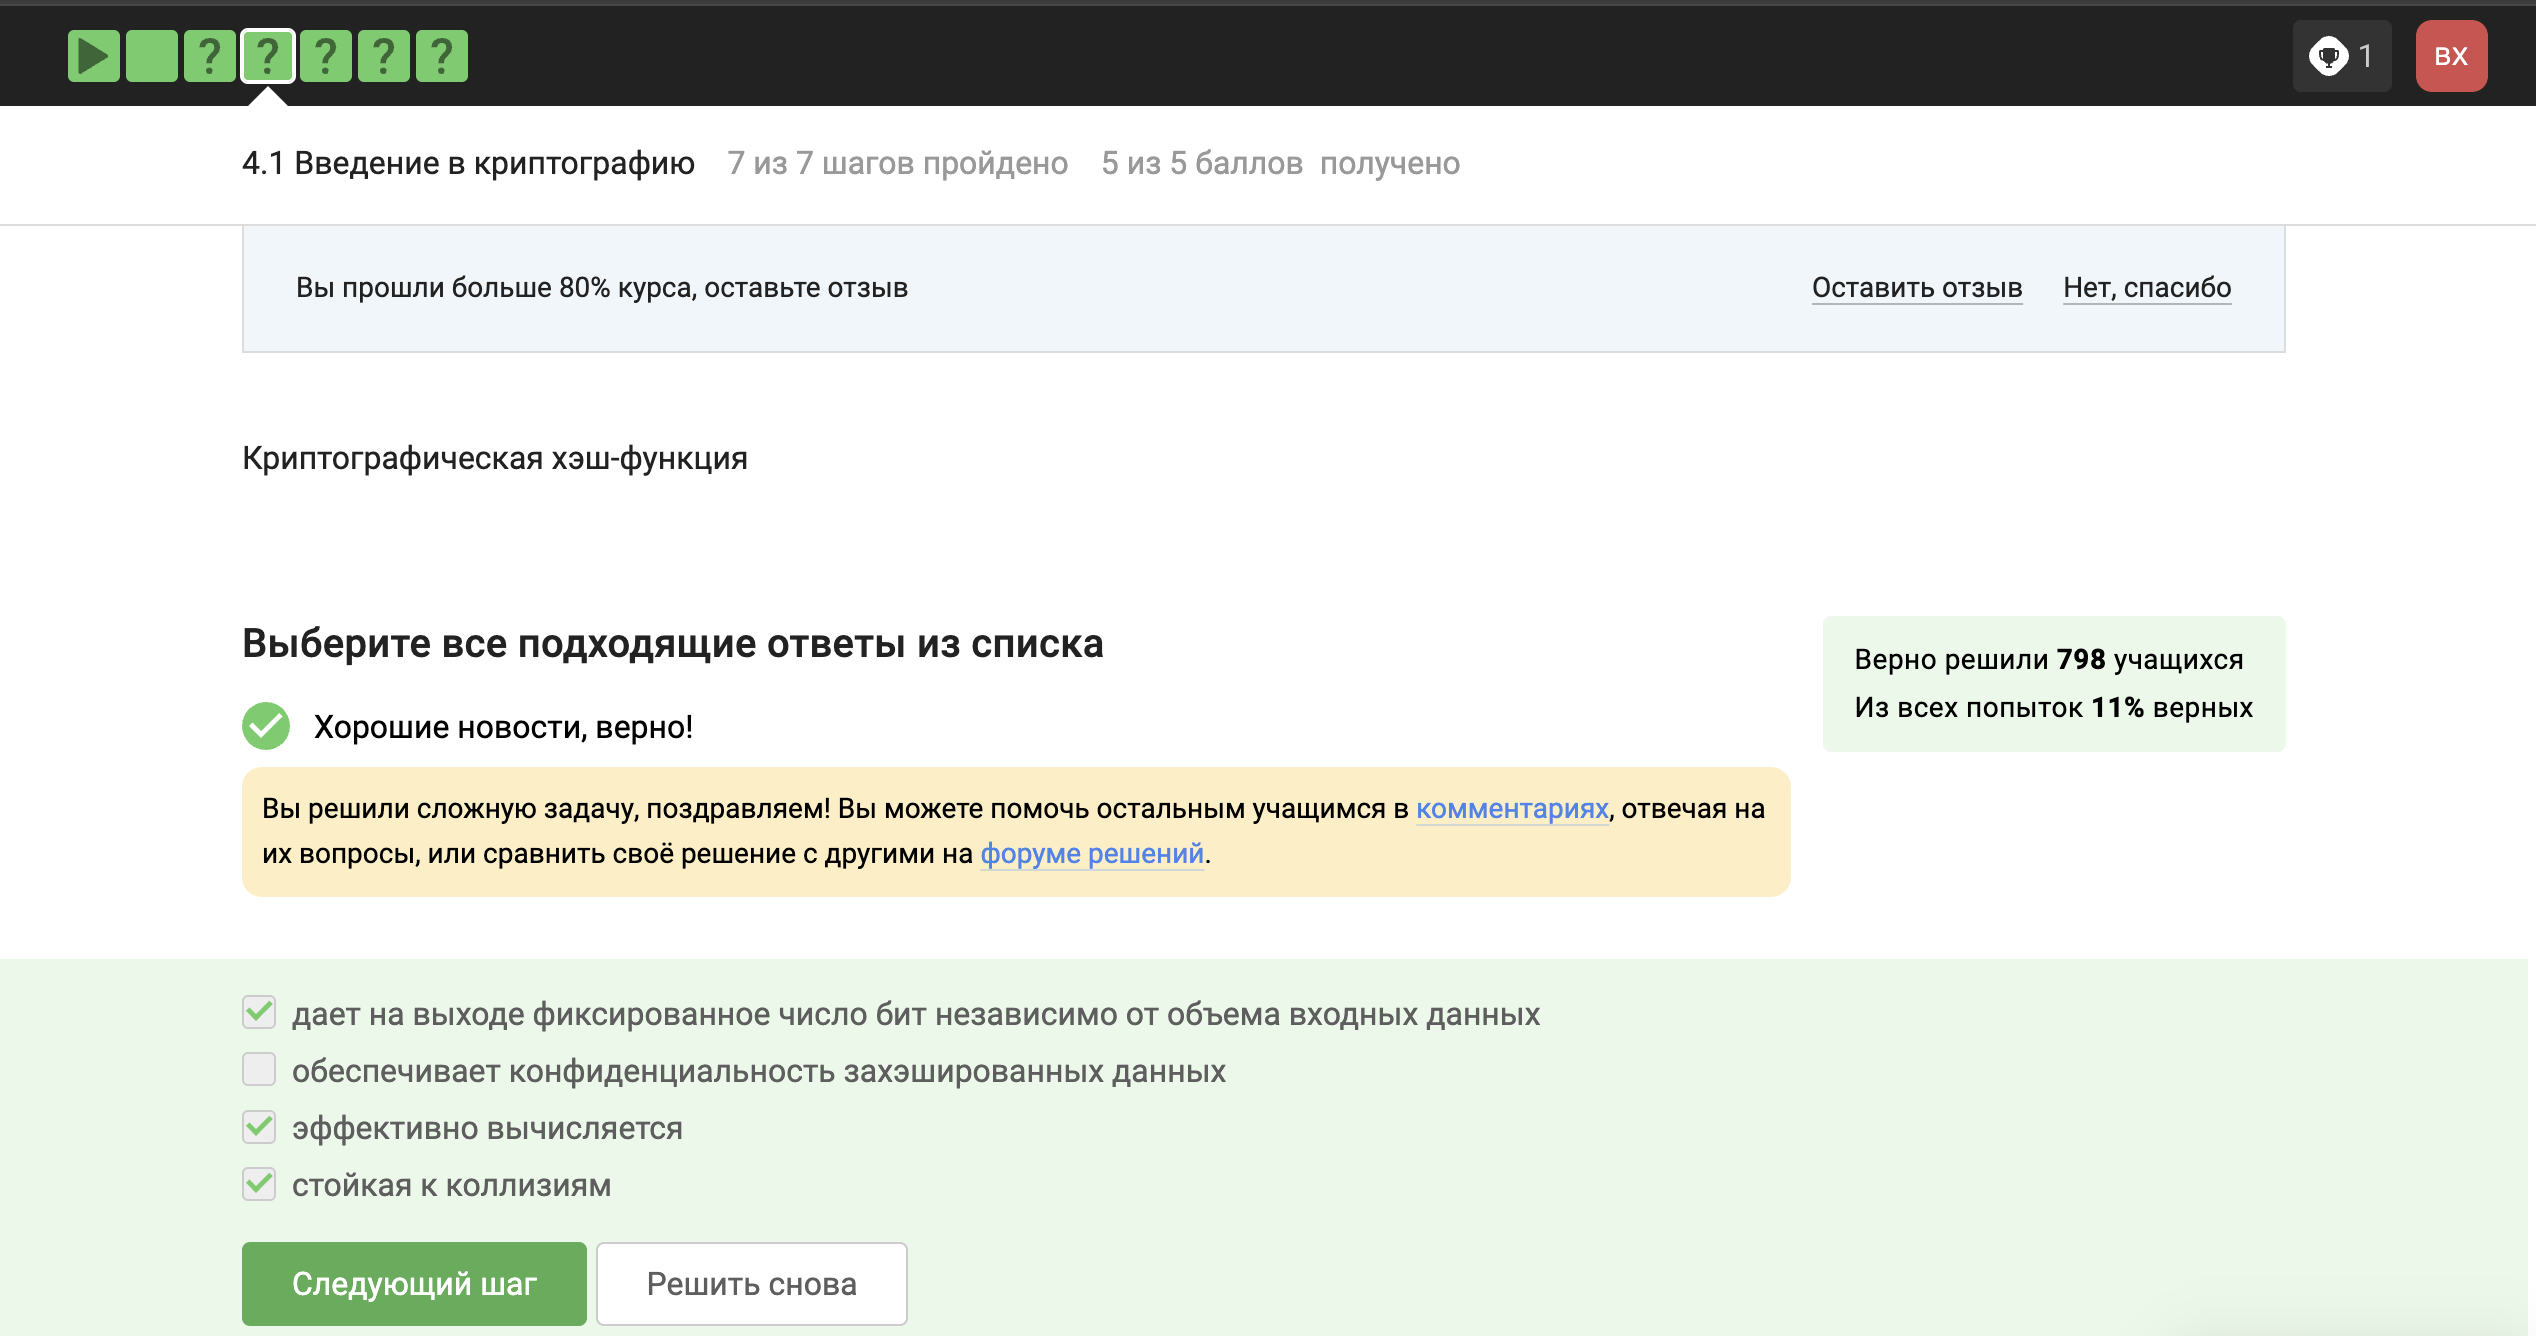 ? ? ? ? ?
1
ВХ
4.1 Введение в криптографию 7 из 7 шагов пройдено 5 из 5 баллов получено
Вы прошли больше 80% курса, оставьте отзыв Оставить отзыв Нет, спасибо
Криптографическая хэш-функция
Выберите все подходящие ответы из списка
Верно решили 798 учащихся
Из всех попыток 11% верных
Хорошие новости, верно!
Вы решили сложную задачу, поздравляем! Вы можете помочь остальным учащимся в комментариях, отвечая на
их вопросы, или сравнить своё решение с другими на форуме решений.
дает на выходе фиксированное число бит независимо от объема входных данных
обеспечивает конфиденциальность захэшированных данных
эффективно вычисляется
стойкая к коллизиям
Следующий шаг Решить снова